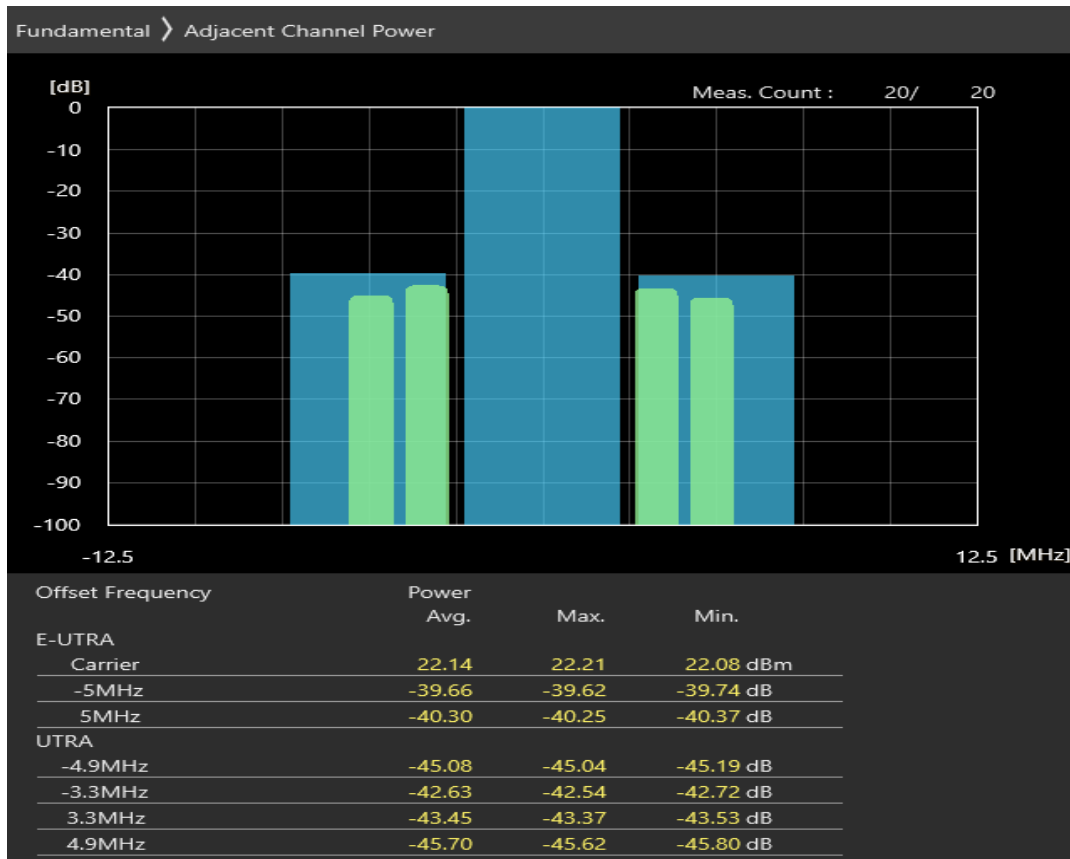 Fundamental ❯ Adjacent Channel Power
[dB]
Meas. Count : 20/ 20
0
-10
-20
-30
-40
-50
-60
-70
-80
-90
-100
-12.5 12.5 [MHz]
Offset Frequency Power
Avg. Max. Min.
E-UTRA
Carrier 22.14 22.21 22.08 dBm
-5MHz -39.66 -39.62 -39.74 dB
5MHz -40.30 -40.25 -40.37 dB
UTRA
-4.9MHz -45.08 -45.04 -45.19 dB
-3.3MHz -42.63 -42.54 -42.72 dB
3.3MHz -43.45 -43.37 -43.53 dB
4.9MHz -45.70 -45.62 -45.80 dB